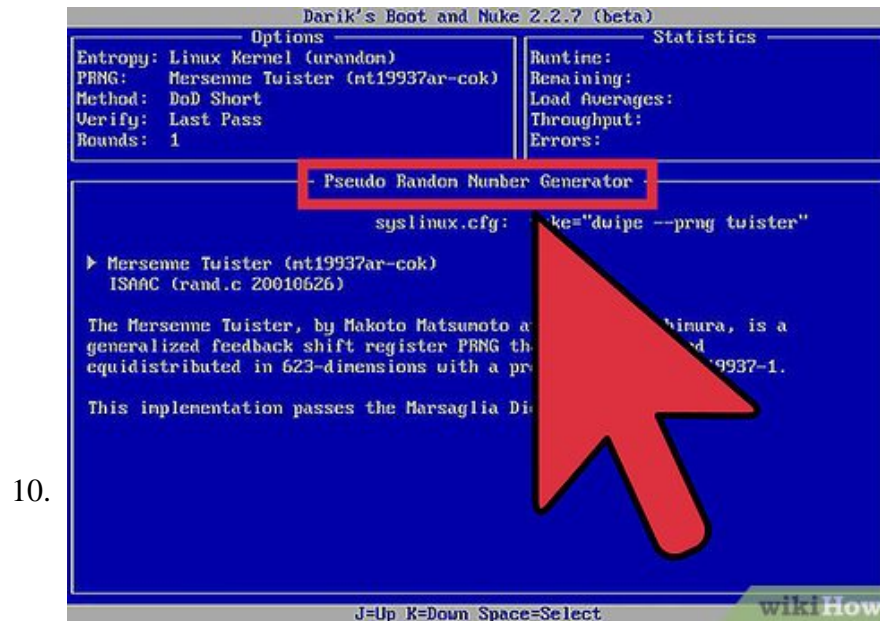 Darik's Boot and Nuke 2.2.7 (beta)
Options
Statistics
Entropy: Linux Kernel (urandom)
PRNG: Mersenne Twister (mt19937ar-cok)
Method: DoD Short
Verify: Last Pass
Rounds: 1
Runtime:
Remaining:
Load Averages:
Throughput:
Errors:
Pseudo Random Number Generator
syslinux.cfg: ke="dwipe --prng twister"
Mersenne Twister (mt19937ar-cok)
ISAAC (rand.c 20010626)
The Mersenne Twister, by Makoto Matsumoto is a
generalized feedback shift register PRNG
equidistributed in 623-dimensions with a 9937-1.
This implementation passes the Marsaglia
10.
J=Up K=Down Space=Select
wikiHow